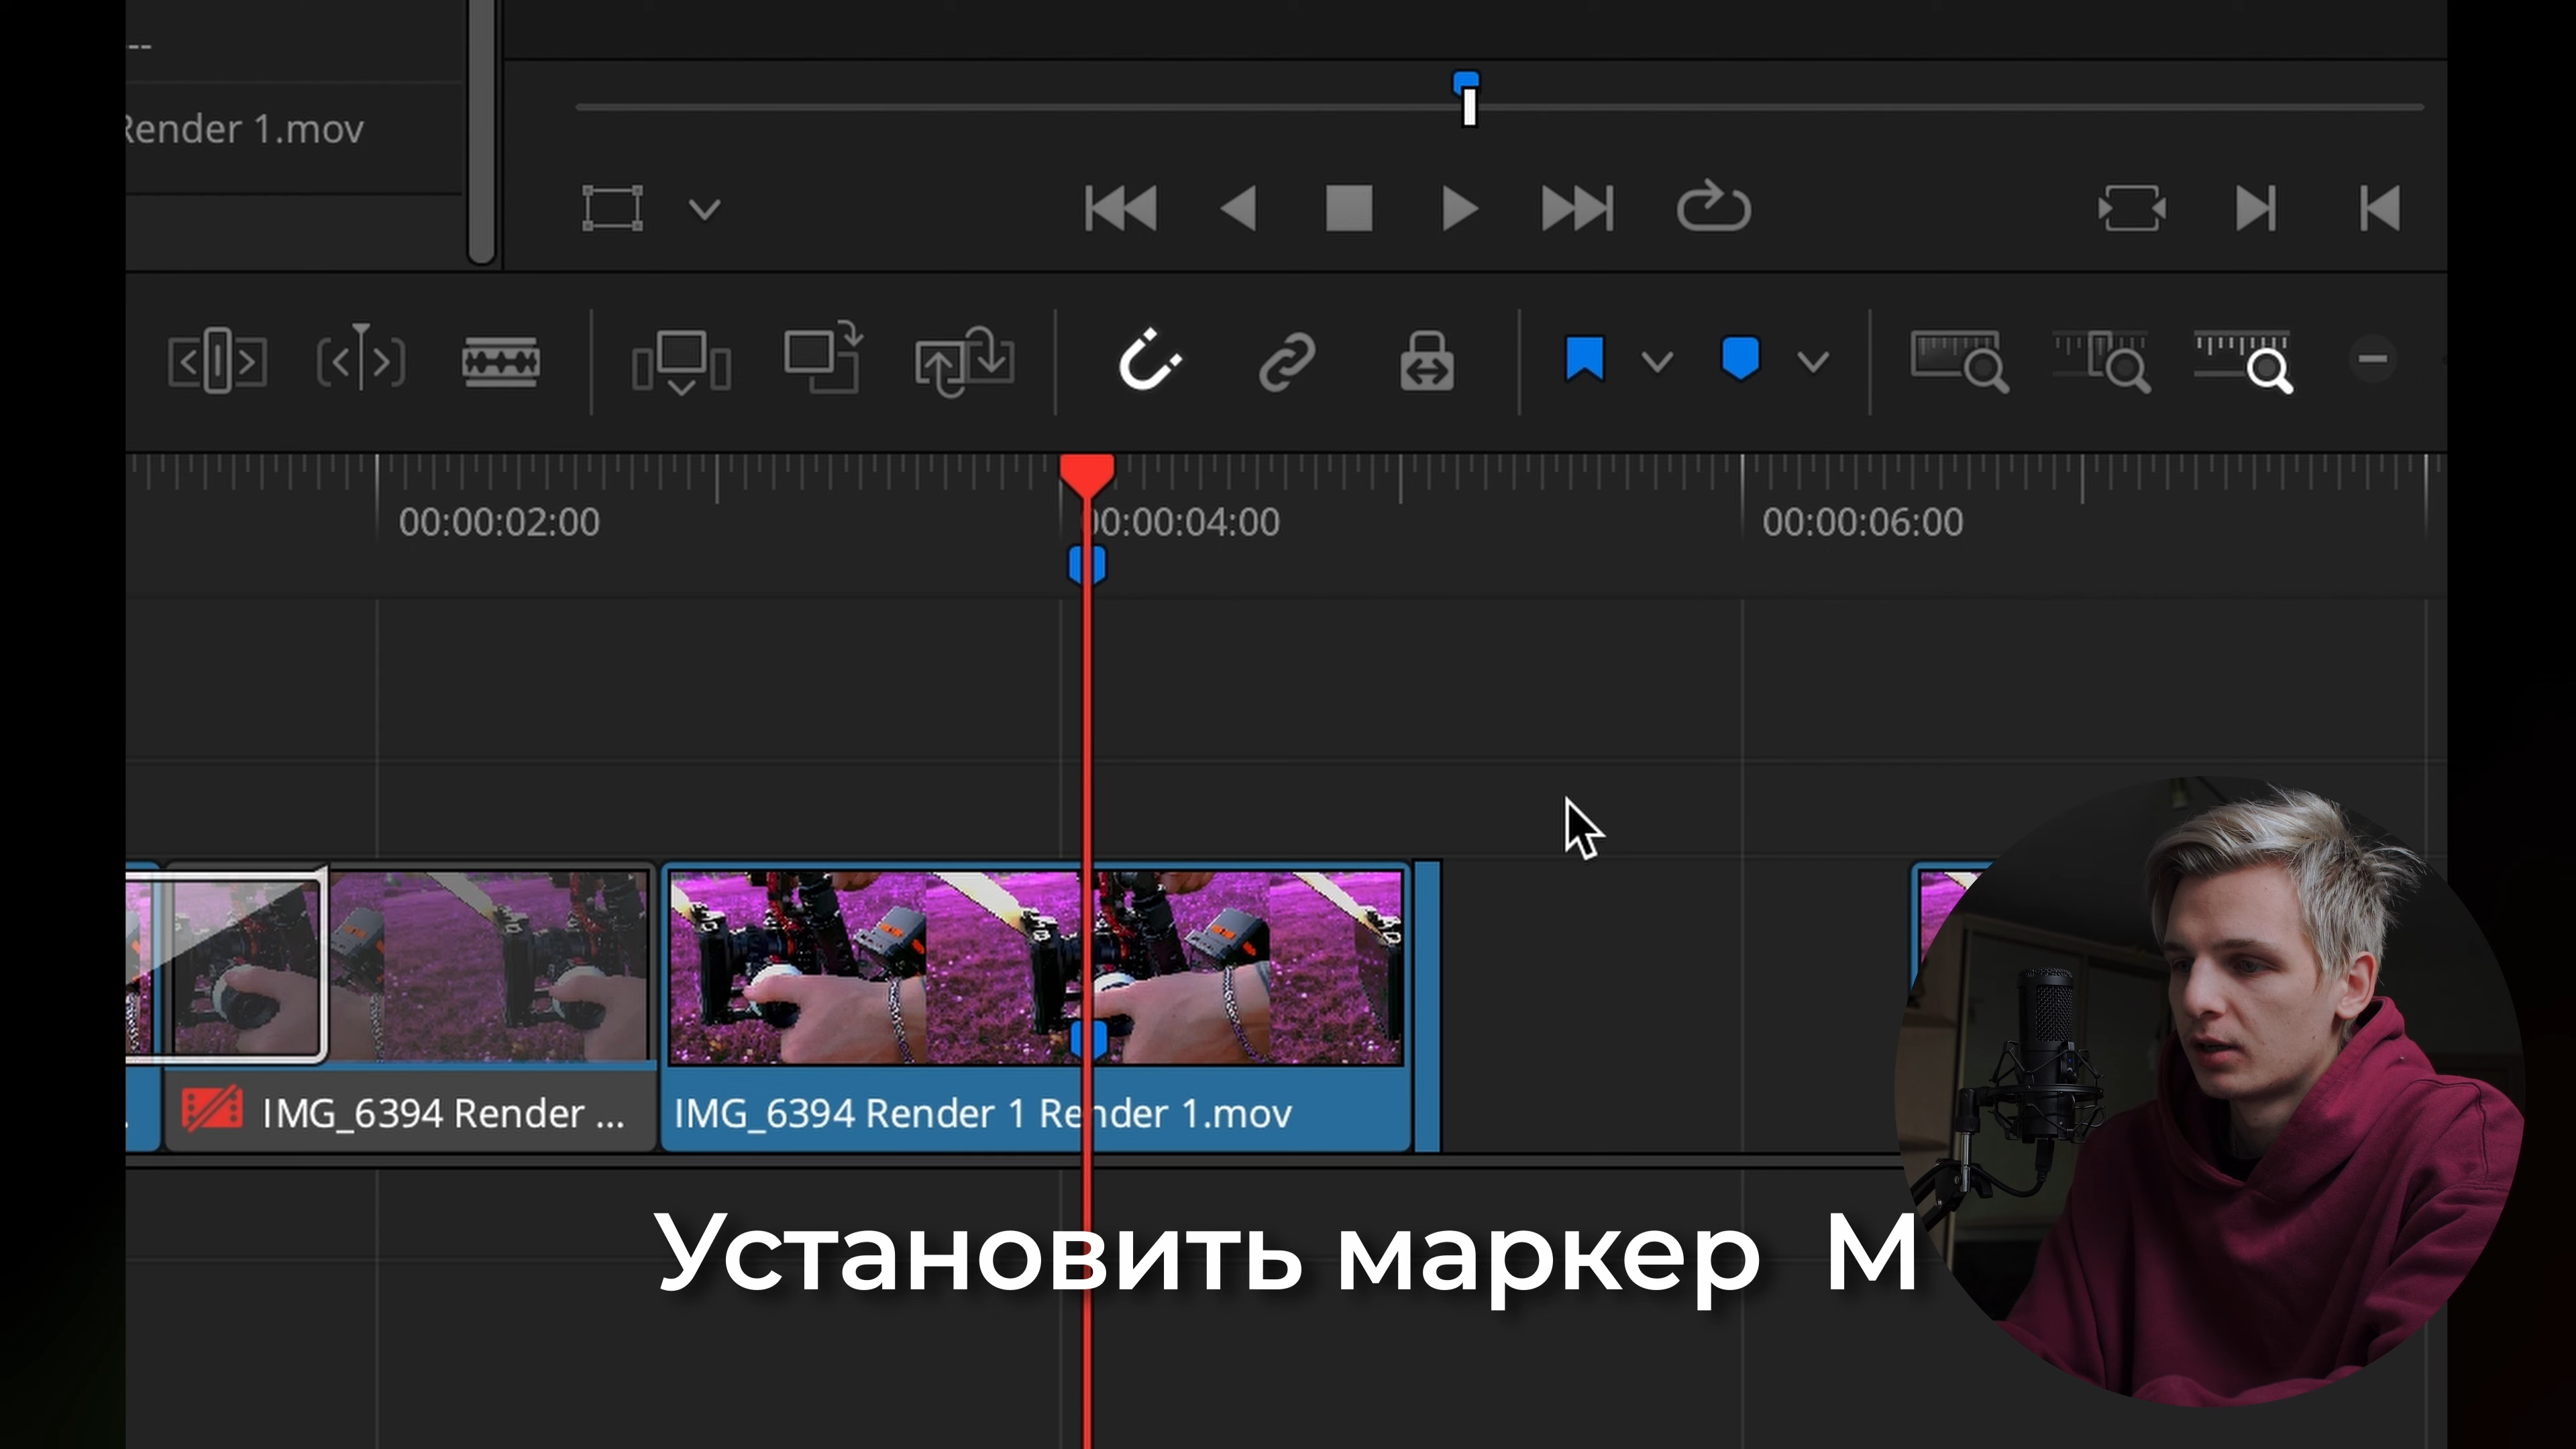 --
Render 1.mov
00:00:02:00
00:00:04:00
00:00:06:00
IMG_6394 Render ...
IMG_6394 Render 1 Render 1.mov
Установить маркер M